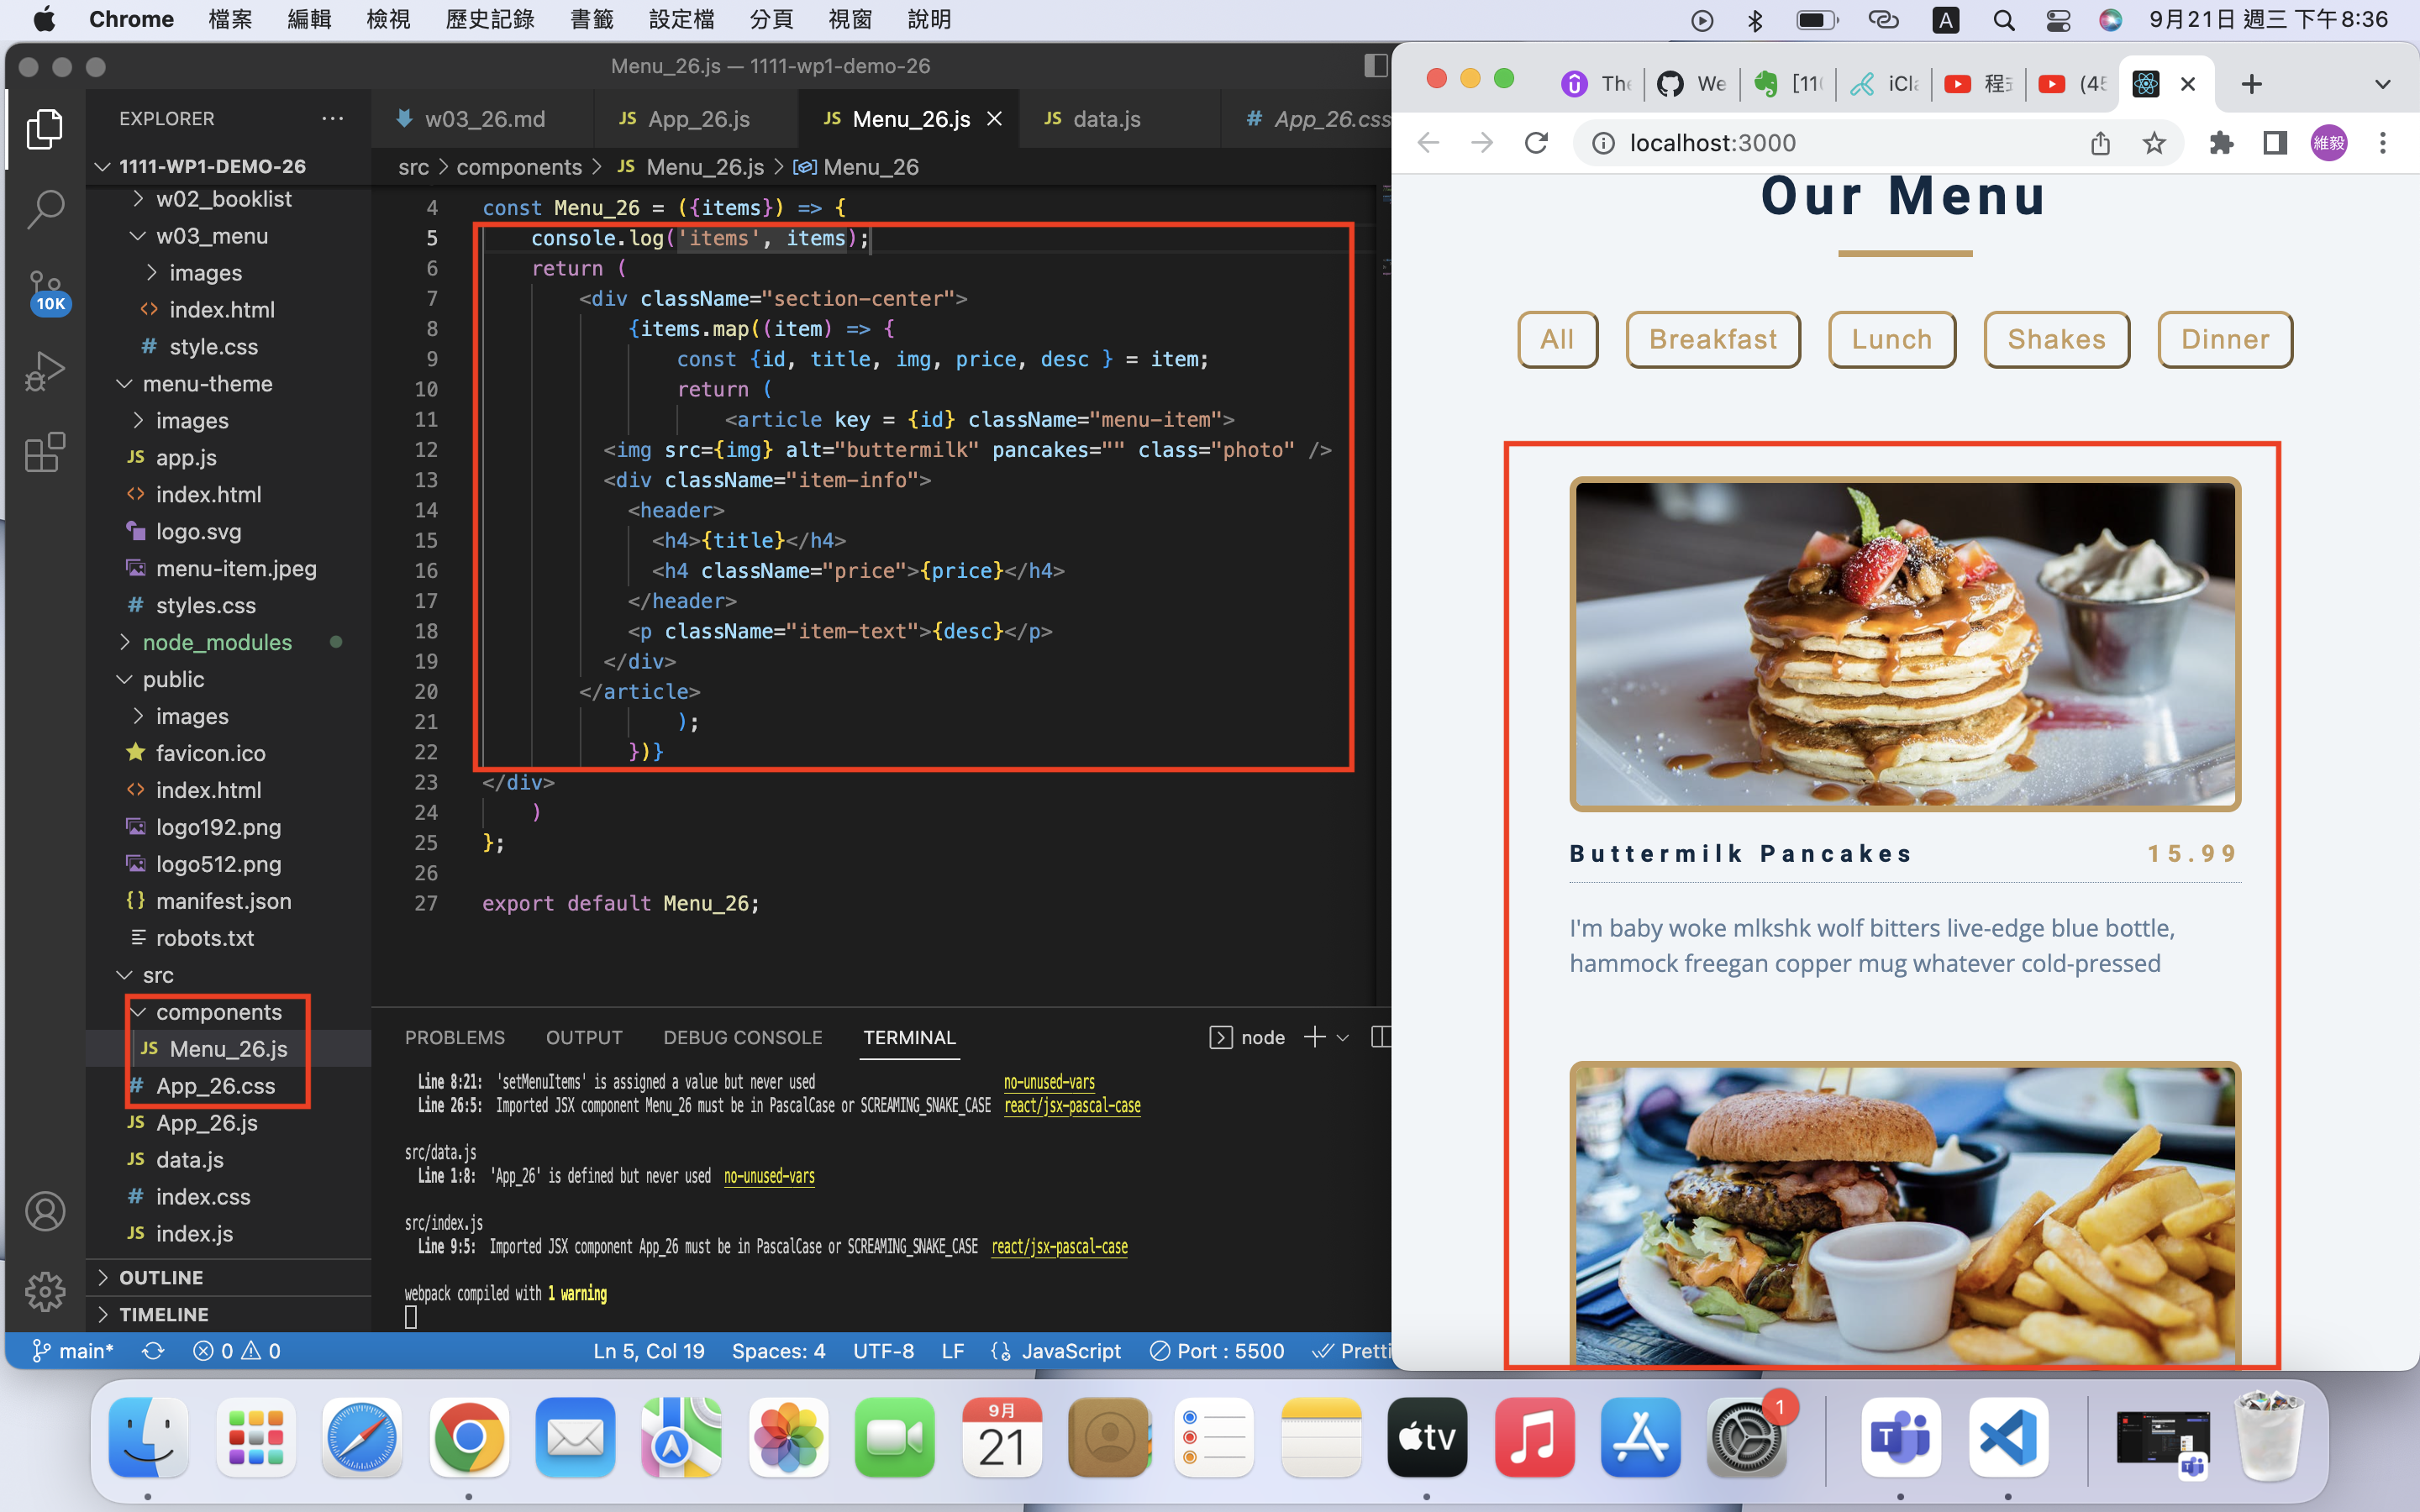 Chrome 檔案 編輯 檢視 歷史記錄 書籤 設定檔 分頁 視窗 說明
A 9月21日 週三 下午8:36
Menu_26.js — 1111-wp1-demo-26
EXPLORER
1111-WP1-DEMO-26
w02_booklist
w03_menu
images
index.html
style.css
menu-theme
images
app.js
index.html
logo.svg
menu-item.jpeg
styles.css
node_modules
public
images
favicon.ico
index.html
logo192.png
logo512.png
manifest.json
robots.txt
src
components
Menu_26.js
App_26.css
App_26.js
data.js
index.css
index.js
OUTLINE
TIMELINE
10K
w03_26.md JS App_26.js JS Menu_26.js JS data.js # App_26.css
src > components > JS Menu_26.js > Menu_26
4 const Menu_26 = ({items}) => {
5 console.log('items', items);
6 return (
7 <div className="section-center">
8 {items.map((item) => {
9 const {id, title, img, price, desc } = item;
10 return (
11 <article key = {id} className="menu-item">
12 <img src={img} alt="buttermilk" pancakes="" class="photo" />
13 <div className="item-info">
14 <header>
15 <h4>{title}</h4>
16 <h4 className="price">{price}</h4>
17 </header>
18 <p className="item-text">{desc}</p>
19 </div>
20 </article>
21 );
22 })}
23 </div>
24 )
25 };
26
27 export default Menu_26;
PROBLEMS OUTPUT DEBUG CONSOLE TERMINAL node
Line 8:21: 'setMenuItems' is assigned a value but never used no-unused-vars
Line 26:5: Imported JSX component Menu_26 must be in PascalCase or SCREAMING_SNAKE_CASE react/jsx-pascal-case
src/data.js
Line 1:8: 'App_26' is defined but never used no-unused-vars
src/index.js
Line 9:5: Imported JSX component App_26 must be in PascalCase or SCREAMING_SNAKE_CASE react/jsx-pascal-case
webpack compiled with 1 warning
main* 0 0 Ln 5, Col 19 Spaces: 4 UTF-8 LF JavaScript Port : 5500 Pretti
The We [110 iCla (45
localhost:3000
維毅
Our Menu
All Breakfast Lunch Shakes Dinner
Buttermilk Pancakes 15.99
I'm baby woke mlkshk wolf bitters live-edge blue bottle,
hammock freegan copper mug whatever cold-pressed
9月
21
tv
1